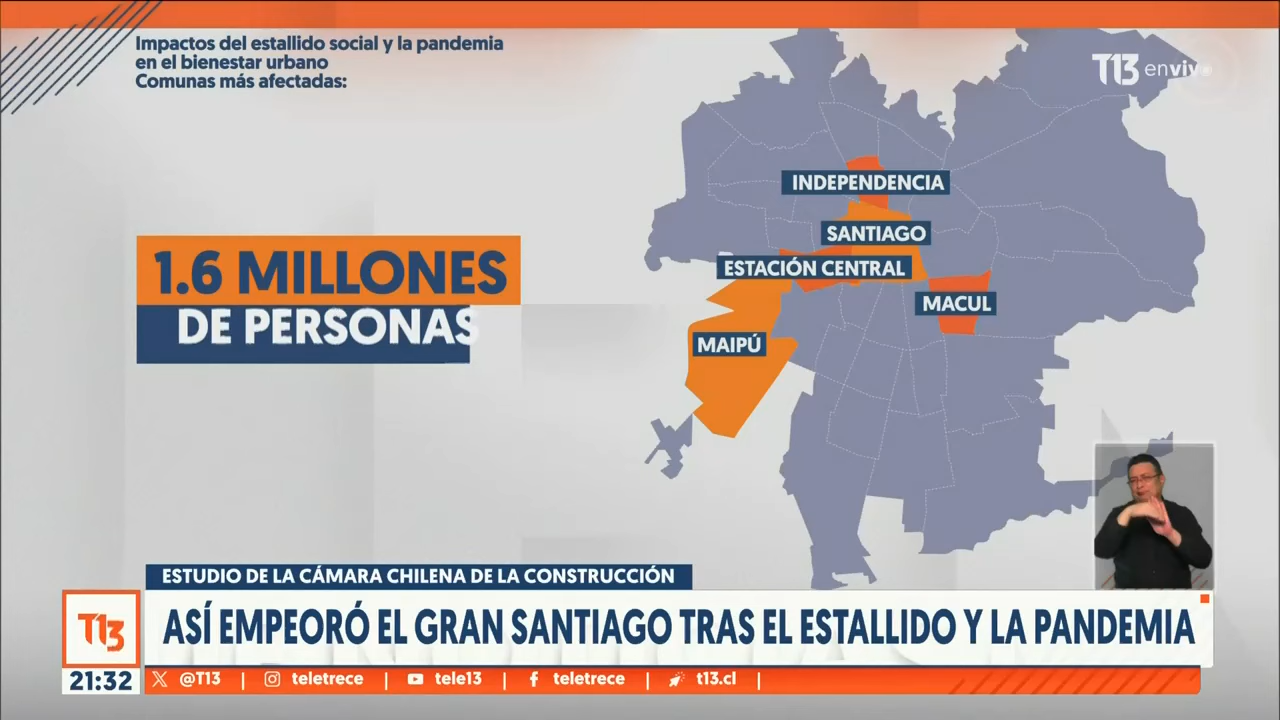 Impactos del estallido social y la pandemia
en el bienestar urbano
Comunas más afectadas:
T13 en vivo
INDEPENDENCIA
SANTIAGO
ESTACIÓN CENTRAL
MACUL
MAIPÚ
1.6 MILLONES
DE PERSONAS
ESTUDIO DE LA CÁMARA CHILENA DE LA CONSTRUCCIÓN
T13
ASÍ EMPEORÓ EL GRAN SANTIAGO TRAS EL ESTALLIDO Y LA PANDEMIA
21:32
@T13 | teletrece | tele13 | teletrece | t13.cl |